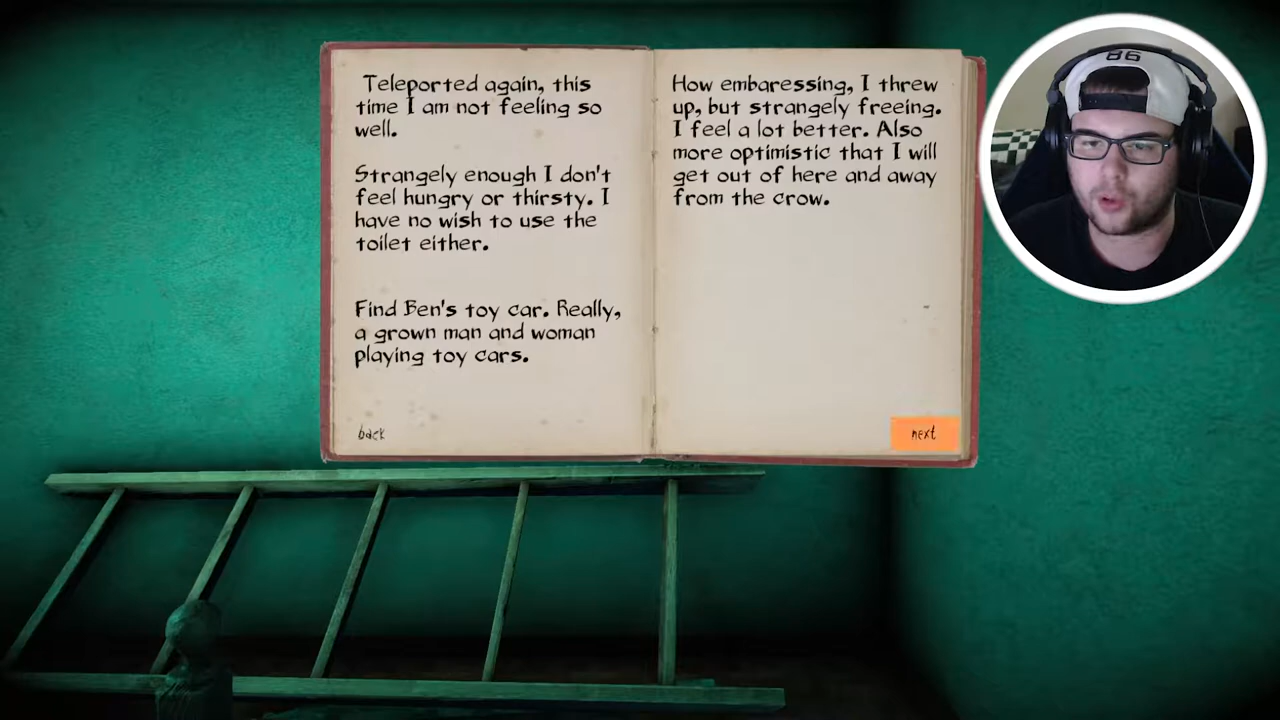 Teleported again, this
time I am not feeling so
well.
Strangely enough I don't
feel hungry or thirsty. I
have no wish to use the
toilet either.
Find Ben's toy car. Really,
a grown man and woman
playing toy cars.
back
How embaressing, I threw
up, but strangely freeing.
I feel a lot better. Also
more optimistic that I will
get out of here and away
from the crow.
next
86